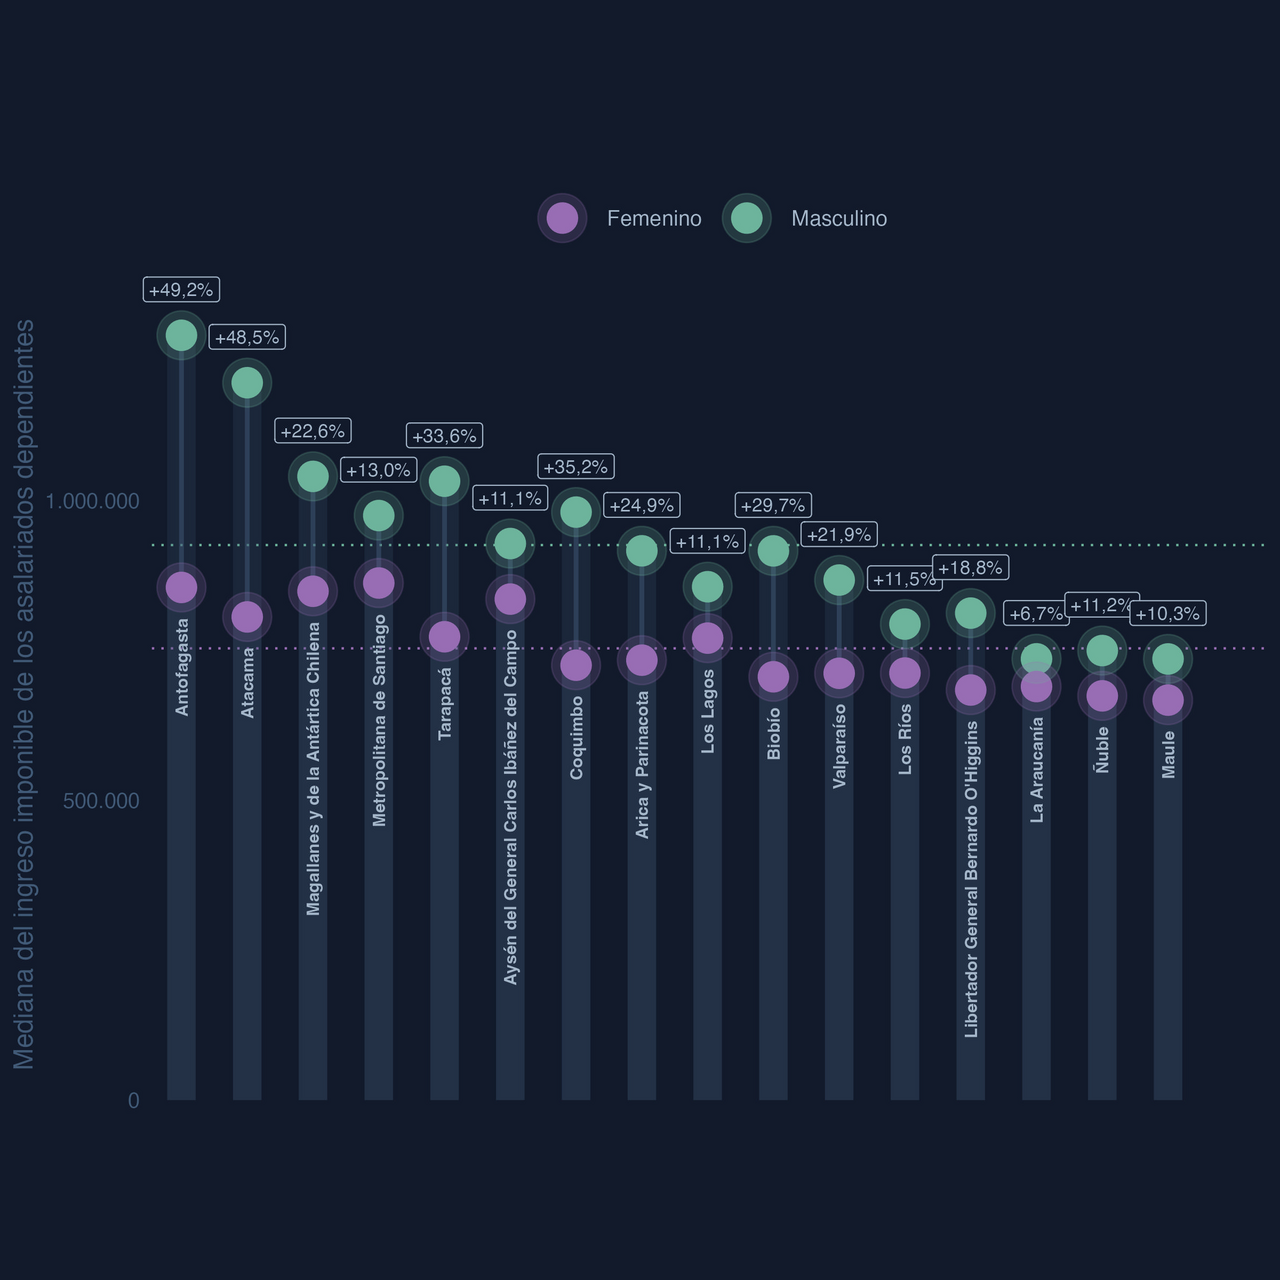 Femenino
Masculino
Mediana del ingreso imponible de los asalariados dependientes
1.000.000
500.000
0
+49,2%
+48,5%
+22,6%
+13,0%
+33,6%
+11,1%
+35,2%
+24,9%
+11,1%
+29,7%
+21,9%
+11,5%
+18,8%
+6,7%
+11,2%
+10,3%
Antofagasta
Atacama
Magallanes y de la Antártica Chilena
Metropolitana de Santiago
Tarapacá
Aysén del General Carlos Ibáñez del Campo
Coquimbo
Arica y Parinacota
Los Lagos
Biobío
Valparaíso
Los Ríos
Libertador General Bernardo O'Higgins
La Araucanía
Ñuble
Maule